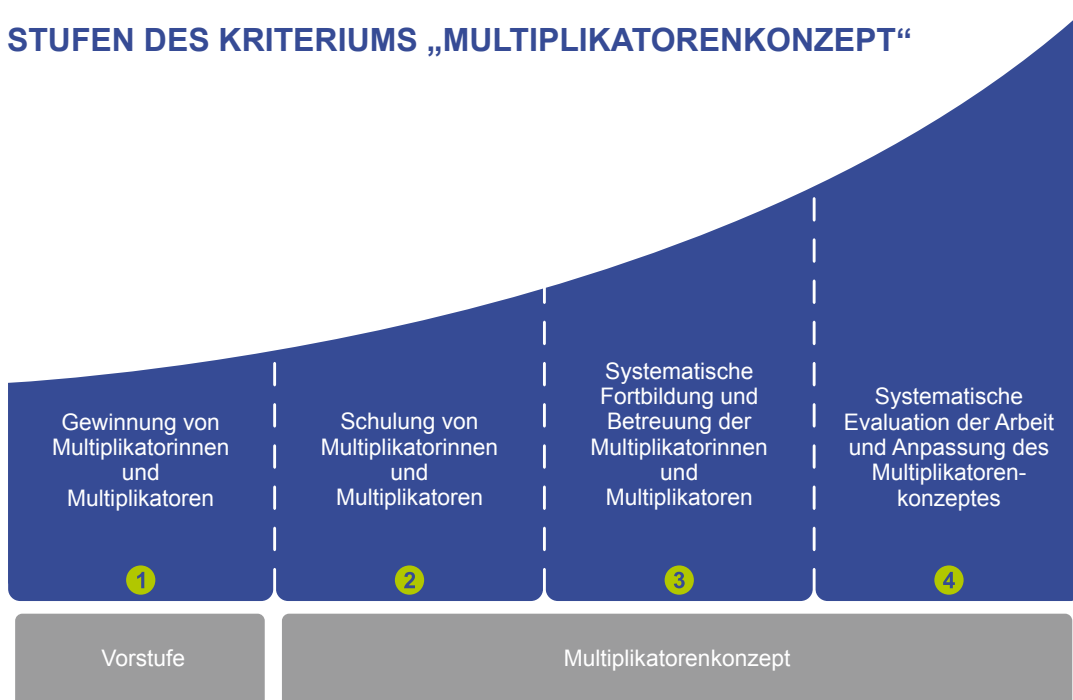 STUFEN DES KRITERIUMS „MULTIPLIKATORENKONZEPT“
Gewinnung von
Multiplikatorinnen
und
Multiplikatoren
1
Schulung von
Multiplikatorinnen
und
Multiplikatoren
2
Systematische
Fortbildung und
Betreuung der
Multiplikatorinnen
und
Multiplikatoren
3
Systematische
Evaluation der Arbeit
und Anpassung des
Multiplikatoren-
konzeptes
4
Vorstufe
Multiplikatorenkonzept